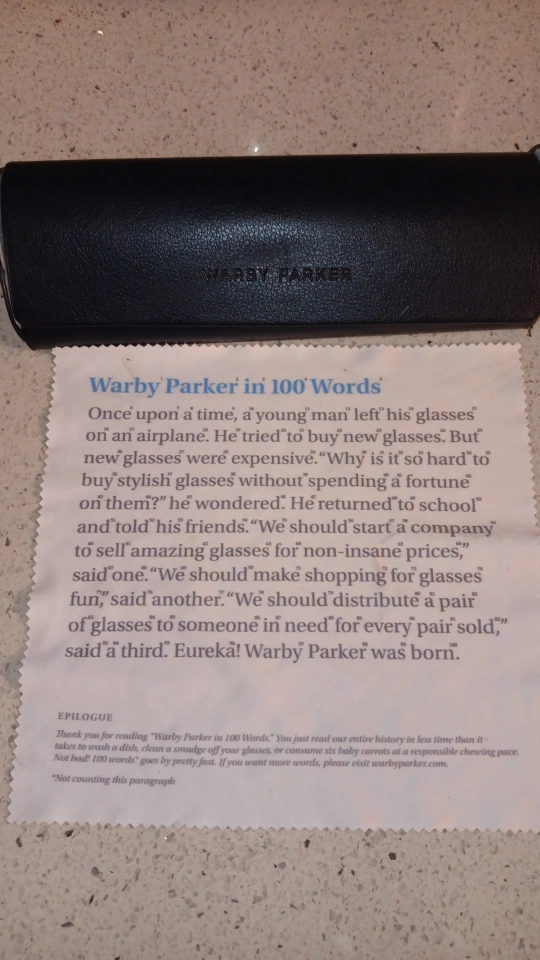 WARBY PARKER
Warby Parker in 100 Words
Once upon a time, a young man left his glasses
on an airplane. He tried to buy new glasses. But
new glasses were expensive. “Why is it so hard to
buy stylish glasses without spending a fortune
on them?” he wondered. He returned to school
and told his friends. “We should start a company
to sell amazing glasses for non-insane prices,”
said one. “We should make shopping for glasses
fun,” said another. “We should distribute a pair
of glasses to someone in need for every pair sold,”
said a third. Eureka! Warby Parker was born.
EPILOGUE
Thank you for reading “Warby Parker in 100 Words.” You just read our entire history in less time than it
takes to wash a dish, clean a smudge off your glasses, or consume six baby carrots at a responsible chewing pace.
Not bad! 100 words* goes by pretty fast. If you want more words, please visit warbyparker.com.
*Not counting this paragraph